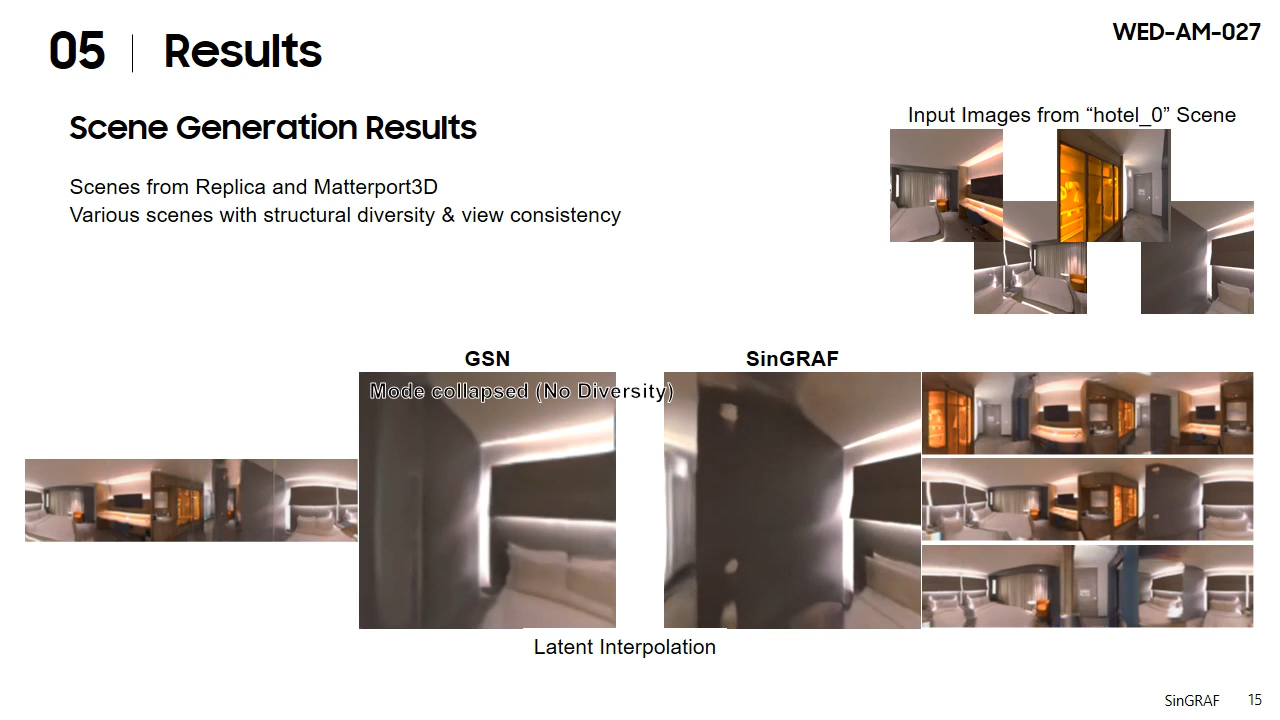 05 | Results
WED-AM-027
Scene Generation Results
Input Images from “hotel_0” Scene
Scenes from Replica and Matterport3D
Various scenes with structural diversity & view consistency
GSN
SinGRAF
Mode collapsed (No Diversity)
Latent Interpolation
SinGRAF 15